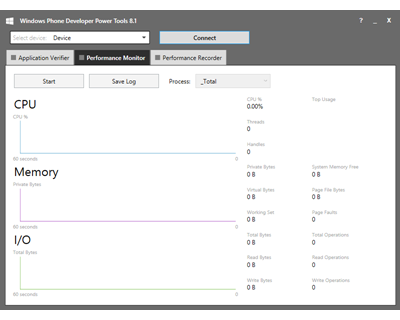 Windows Phone Developer Power Tools 8.1
? _ X
Select device: Device
Connect
Application Verifier Performance Monitor Performance Recorder
Start Save Log Process: _Total
CPU
CPU %
60 seconds 0
CPU % Top Usage
0.00%
Threads
0
Handles
0
Memory
Private Bytes
60 seconds 0
Private Bytes System Memory Free
0 B 0 B
Virtual Bytes Page File Bytes
0 B 0 B
Working Set Page Faults
0 B 0
I/O
Total Bytes
60 seconds 0
Total Bytes Total Operations
0 B 0
Read Bytes Read Operations
0 B 0
Write Bytes Write Operations
0 B 0